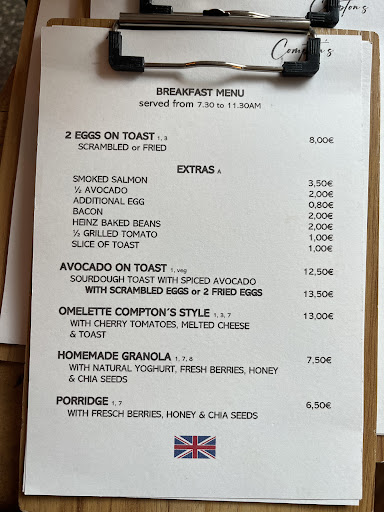 Compton's
Compton's
BREAKFAST MENU
served from 7.30 to 11.30AM
2 EGGS ON TOAST 1, 3 8,00€
SCRAMBLED or FRIED
EXTRAS A
SMOKED SALMON 3,50€
½ AVOCADO 2,00€
ADDITIONAL EGG 0,80€
BACON 2,00€
HEINZ BAKED BEANS 2,00€
½ GRILLED TOMATO 1,00€
SLICE OF TOAST 1,00€
AVOCADO ON TOAST 1, veg 12,50€
SOURDOUGH TOAST WITH SPICED AVOCADO
WITH SCRAMBLED EGGS or 2 FRIED EGGS 13,50€
OMELETTE COMPTON´S STYLE 1, 3, 7 13,00€
WITH CHERRY TOMATOES, MELTED CHEESE
& TOAST
HOMEMADE GRANOLA 1, 7, 8 7,50€
WITH NATURAL YOGHURT, FRESH BERRIES, HONEY
& CHIA SEEDS
PORRIDGE 1, 7 6,50€
WITH FRESCH BERRIES, HONEY & CHIA SEEDS